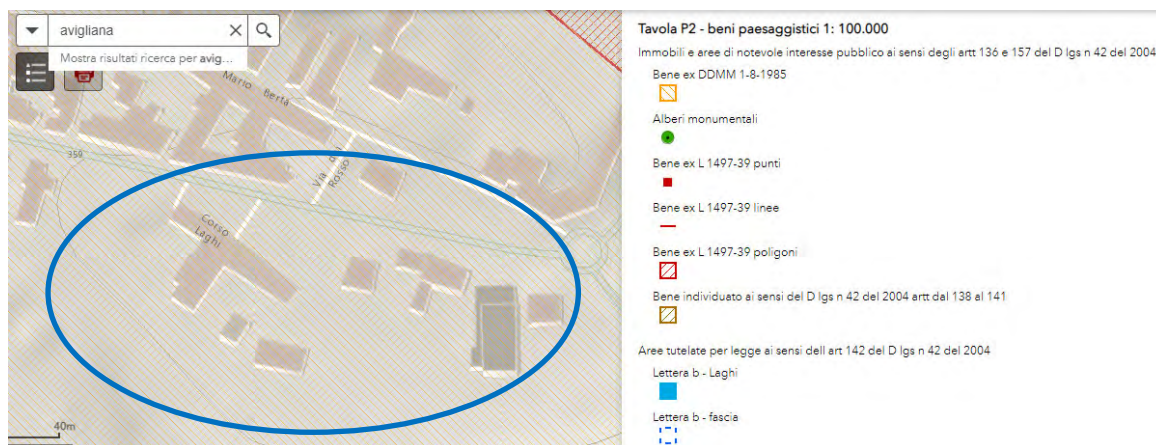 avigliana
Mostra risultati ricerca per avig...
Mario Berta
359
Via del Rosso
Corso Laghi
40m
Tavola P2 - beni paesaggistici 1: 100.000
Immobili e aree di notevole interesse pubblico ai sensi degli artt 136 e 157 del D lgs n 42 del 2004
Bene ex DDMM 1-8-1985
Alberi monumentali
Bene ex L 1497-39 punti
Bene ex L 1497-39 linee
Bene ex L 1497-39 poligoni
Bene individuato ai sensi del D lgs n 42 del 2004 artt dal 138 al 141
Aree tutelate per legge ai sensi dell art 142 del D lgs n 42 del 2004
Lettera b - Laghi
Lettera b - fascia